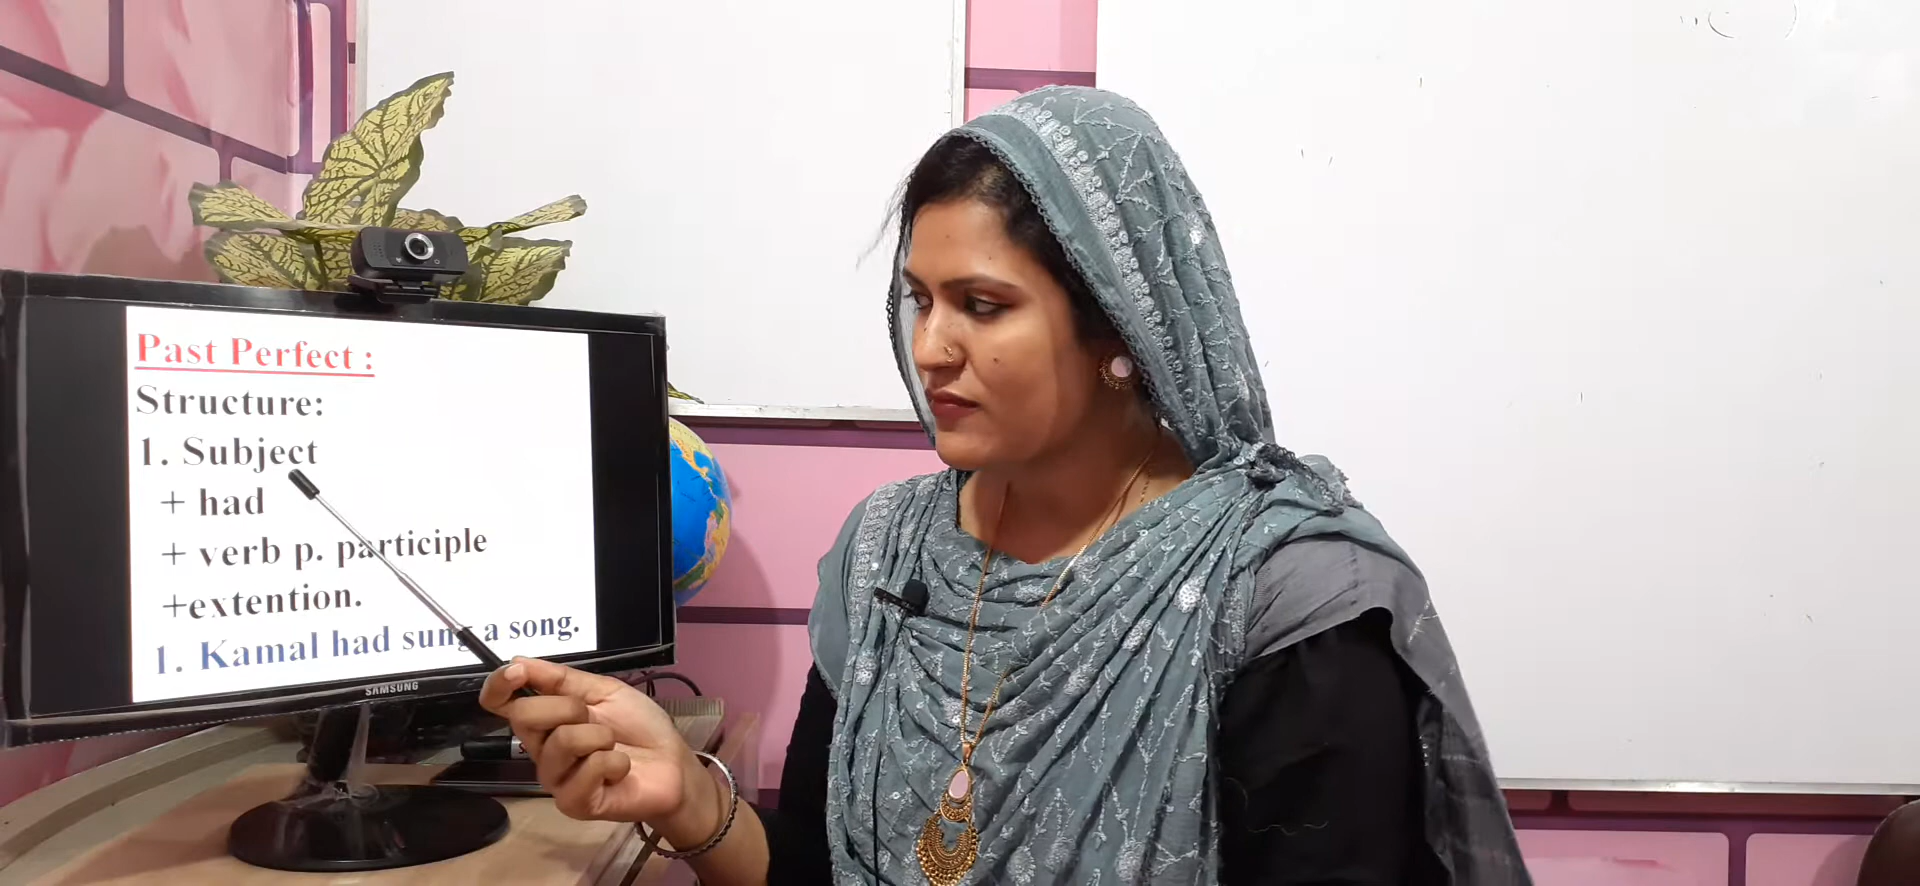 Past Perfect :
Structure:
1. Subject
+ had
+ verb p. participle
+extention.
1. Kamal had sung a song.
SAMSUNG